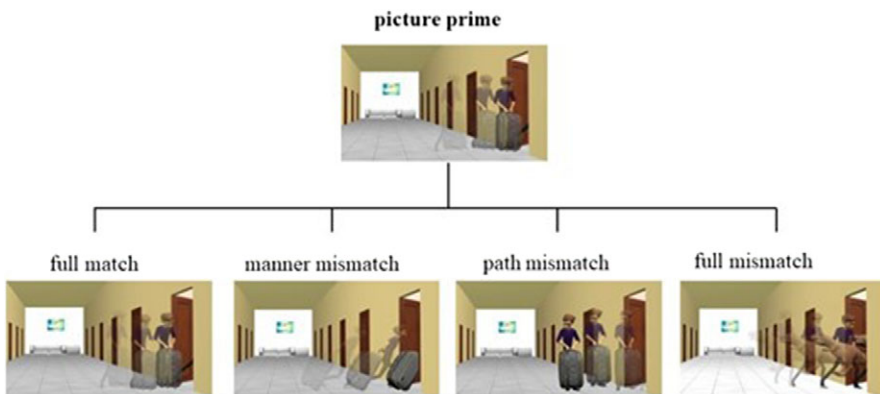 picture prime
full match
manner mismatch
path mismatch
full mismatch